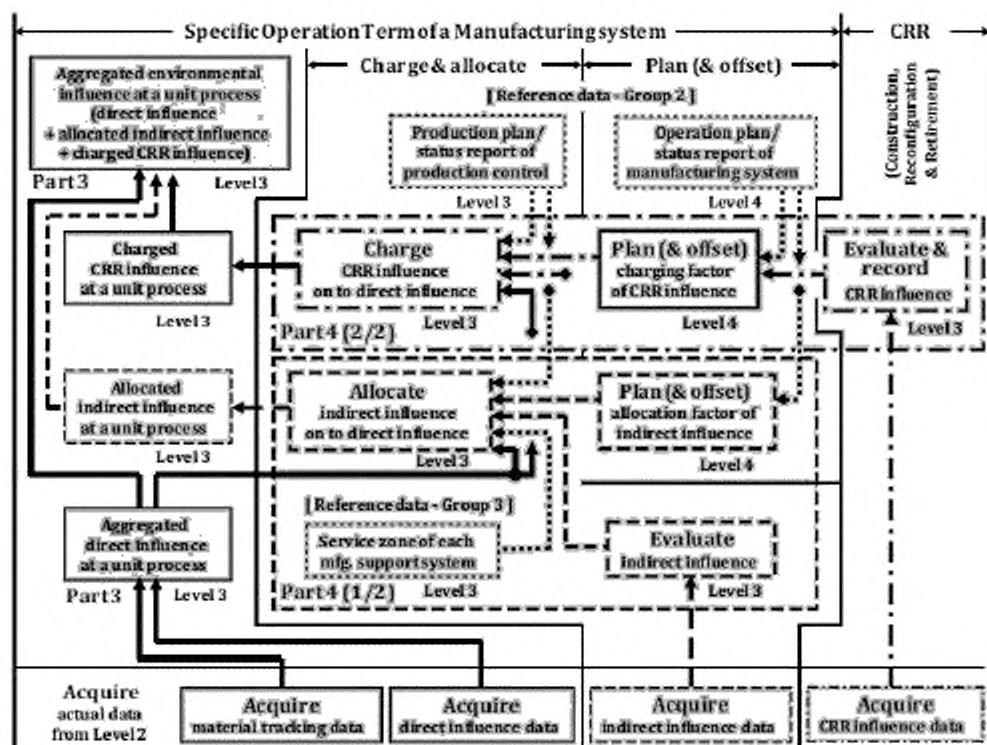 Specific Operation Term of a Manufacturing system
CRR
Charge & allocate
Plan (& offset)
(Construction,
Reconfiguration
& Retirement)
Aggregated environmental
influence at a unit process
(direct influence
+ allocated indirect influence
+ charged CRR influence)
Part 3
Level 3
[Reference data - Group 2]
Production plan/
status report of
production control
Level 3
Operation plan/
status report of
manufacturing system
Level 4
Charged
CRR influence
at a unit process
Level 3
Charge
CRR influence
on to direct influence
Level 3
Part 4 (2/2)
Plan (& offset)
charging factor
of CRR influence
Level 4
Evaluate &
record
CRR influence
Level 3
Allocated
indirect influence
at a unit process
Level 3
Allocate
indirect influence
on to direct influence
Level 3
Plan (& offset)
allocation factor of
indirect influence
Level 4
[Reference data - Group 3]
Service zone of each
mfg. support system
Level 3
Part 4 (1/2)
Evaluate
indirect influence
Level 3
Aggregated
direct influence
at a unit process
Part 3
Level 3
Acquire
actual data
from Level 2
Acquire
material tracking data
Acquire
direct influence data
Acquire
indirect influence data
Acquire
CRR influence data